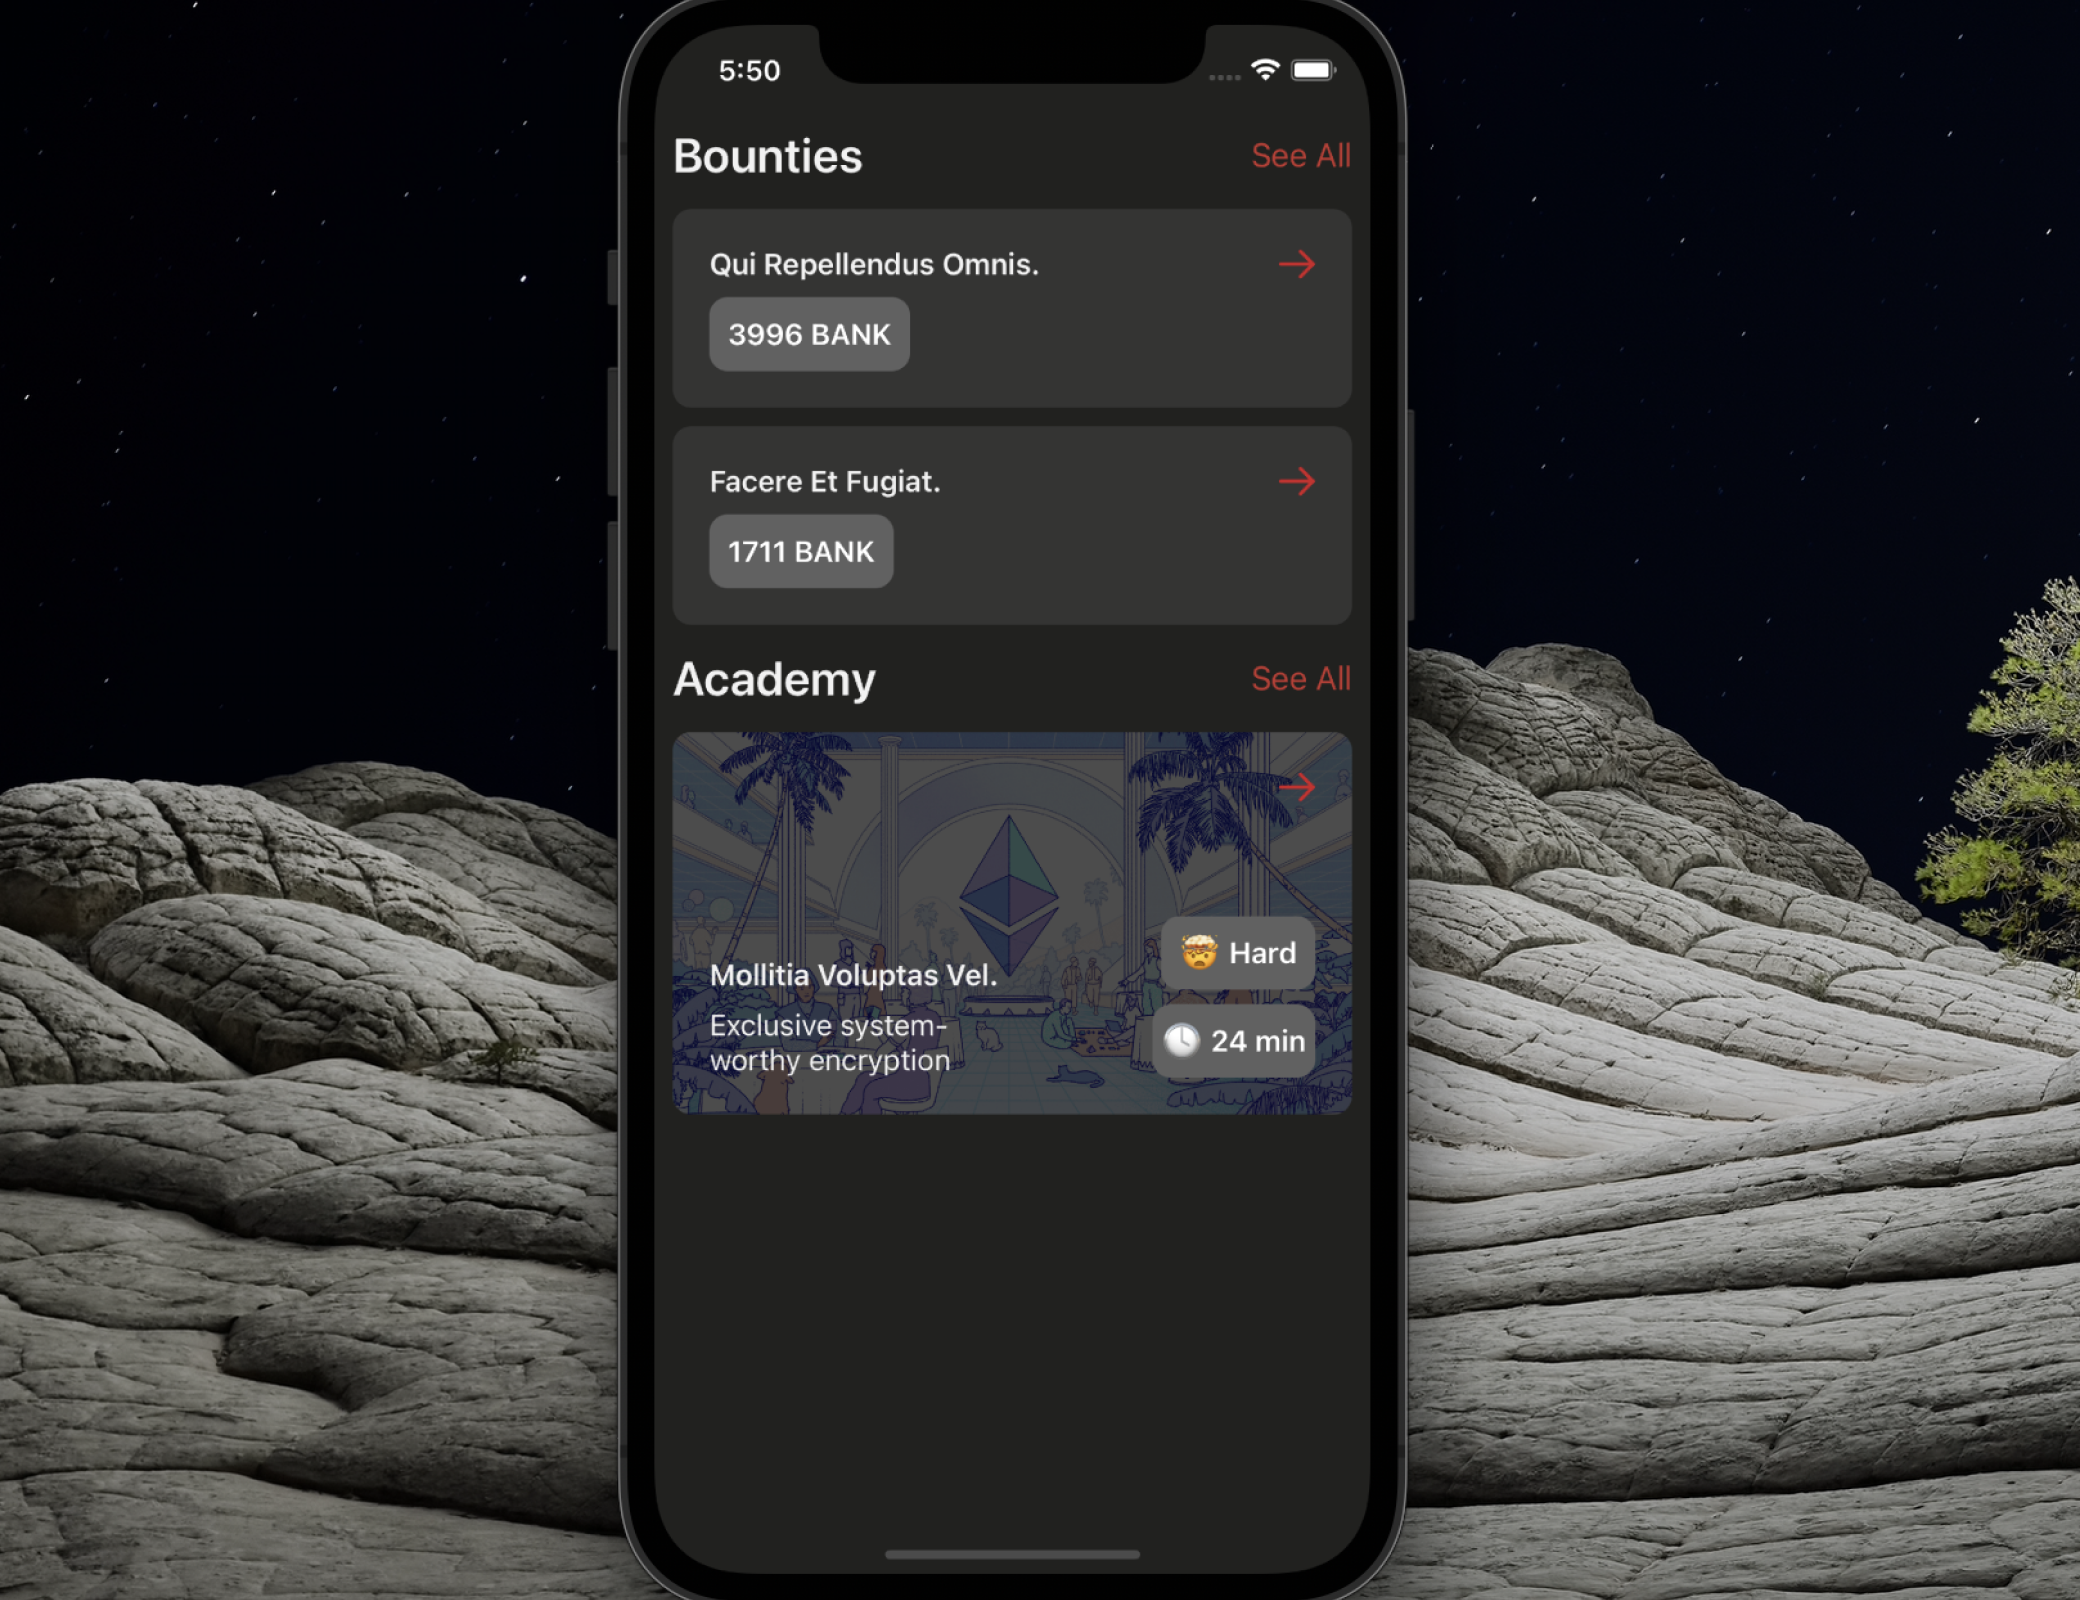 5:50
Bounties
See All
Qui Repellendus Omnis.
3996 BANK
Facere Et Fugiat.
1711 BANK
Academy
See All
🤯 Hard
Mollitia Voluptas Vel.
Exclusive system-
worthy encryption
🕓 24 min